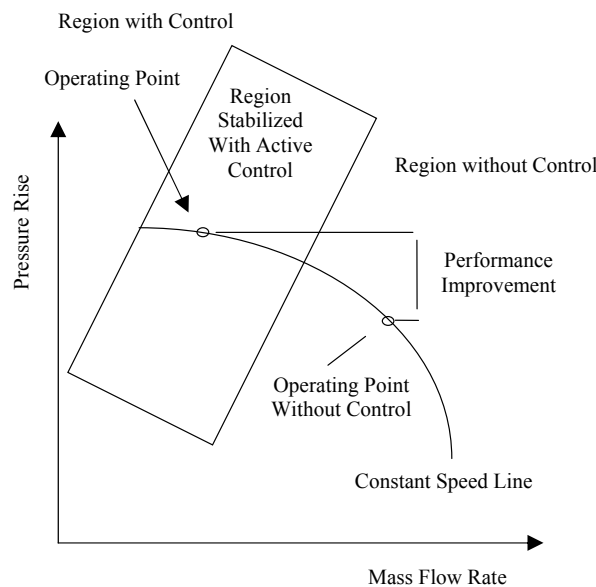 Region with Control
Operating Point
Region
Stabilized
With Active
Control
Region without Control
Pressure Rise
Performance
Improvement
Operating Point
Without Control
Constant Speed Line
Mass Flow Rate